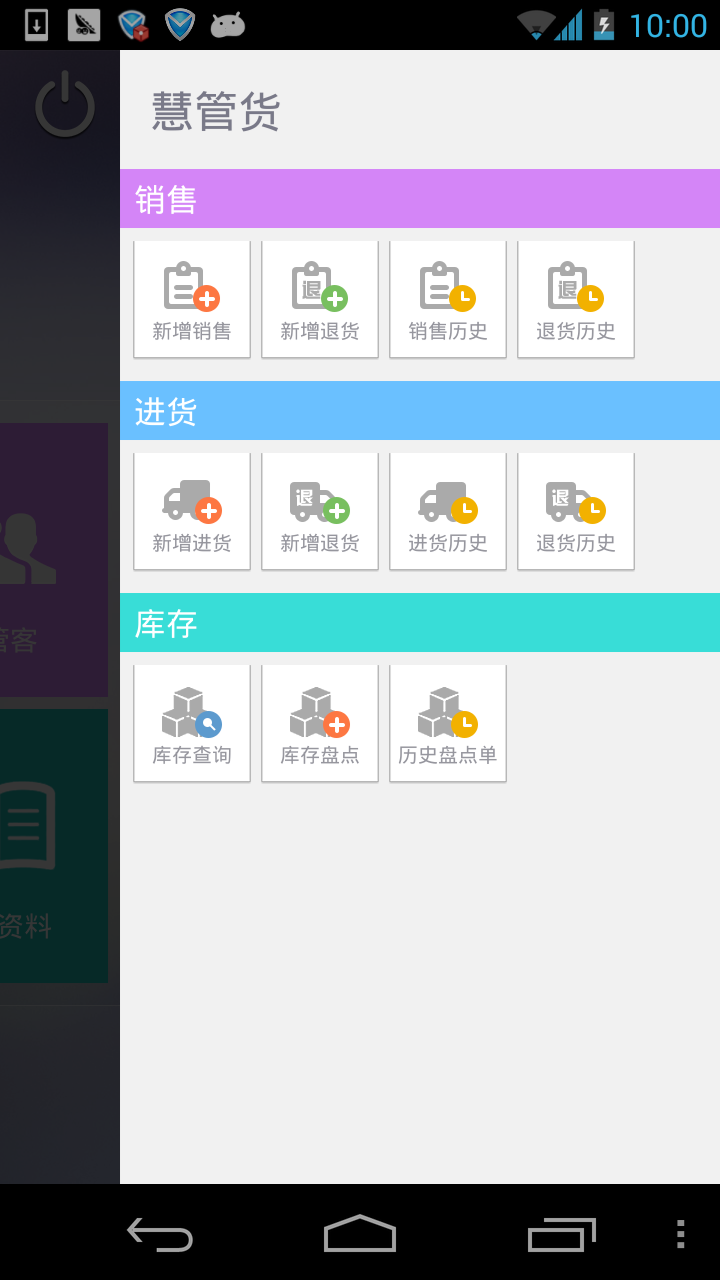 10:00
慧管货
销售
新增销售
退
新增退货
销售历史
退
退货历史
进货
新增进货
退
新增退货
进货历史
退
退货历史
管客
库存
库存查询
库存盘点
历史盘点单
资料